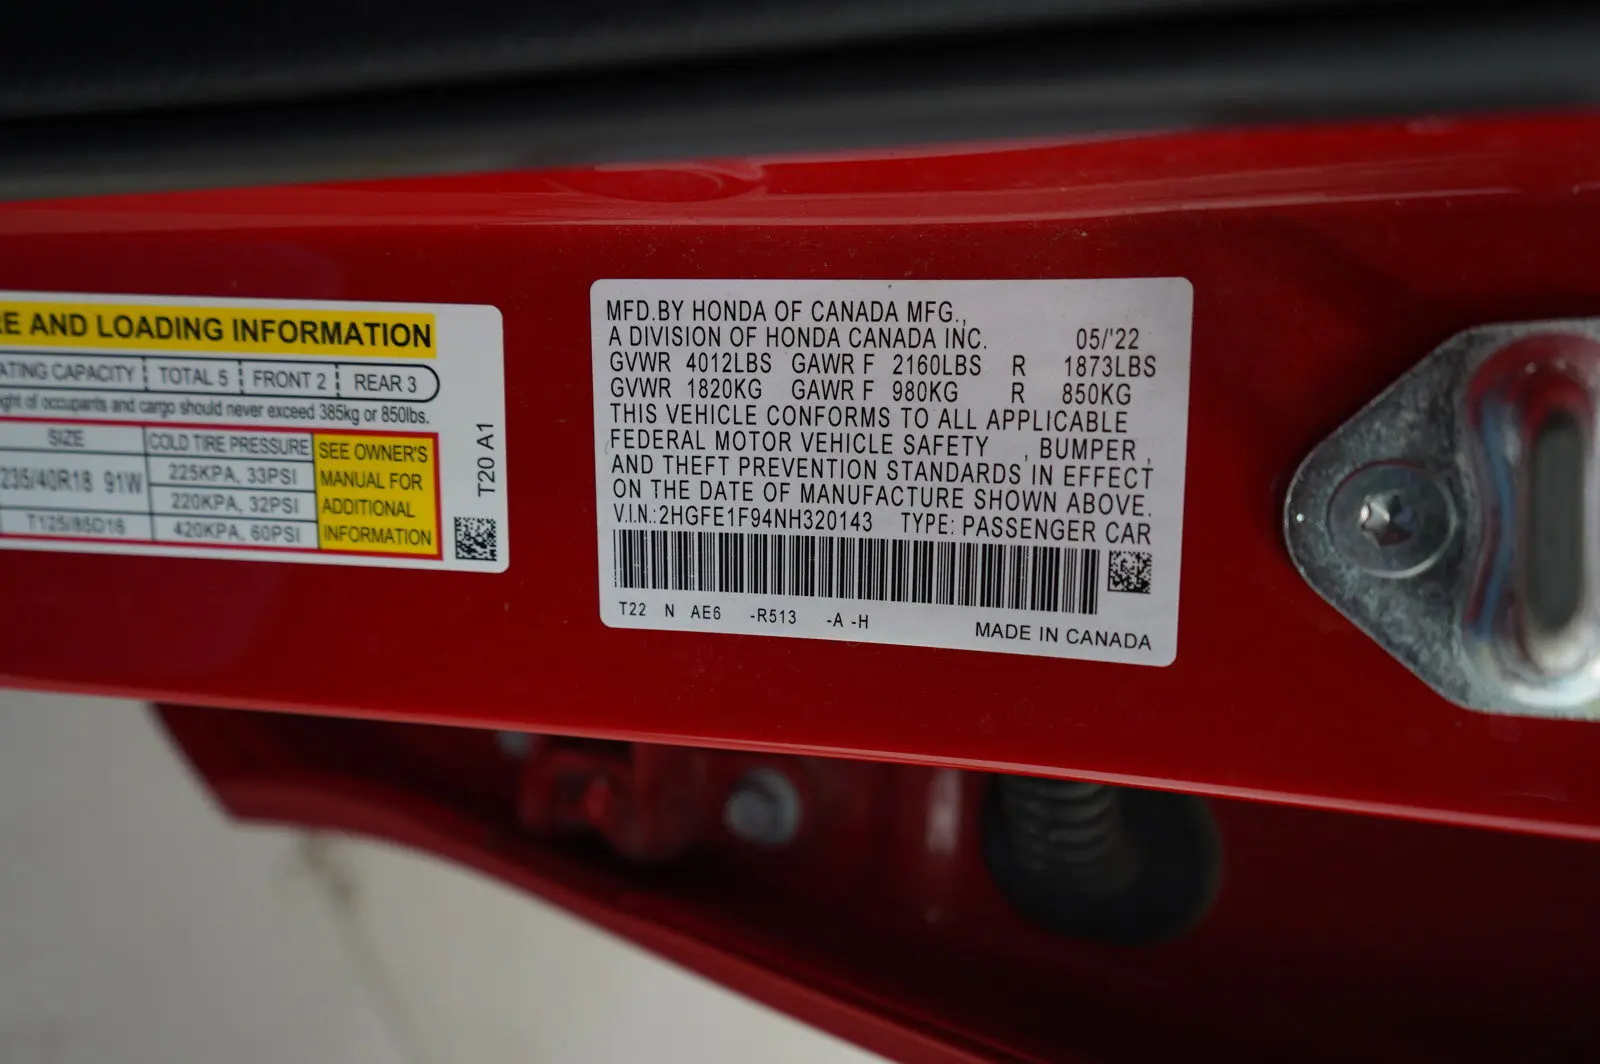 RE AND LOADING INFORMATION
ATING CAPACITY TOTAL 5 FRONT 2 REAR 3
ght of occupants and cargo should never exceed 385kg or 850lbs.
SIZE COLD TIRE PRESSURE
235/40R18 91W 225KPA, 33PSI
220KPA, 32PSI
T125/85D16 420KPA, 60PSI
SEE OWNER'S
MANUAL FOR
ADDITIONAL
INFORMATION
T20 A1
MFD.BY HONDA OF CANADA MFG.,
A DIVISION OF HONDA CANADA INC. 05/'22
GVWR 4012LBS GAWR F 2160LBS R 1873LBS
GVWR 1820KG GAWR F 980KG R 850KG
THIS VEHICLE CONFORMS TO ALL APPLICABLE
FEDERAL MOTOR VEHICLE SAFETY , BUMPER ,
AND THEFT PREVENTION STANDARDS IN EFFECT
ON THE DATE OF MANUFACTURE SHOWN ABOVE.
V.I.N.:2HGFE1F94NH320143 TYPE: PASSENGER CAR
T22 N AE6 -R513 -A -H
MADE IN CANADA